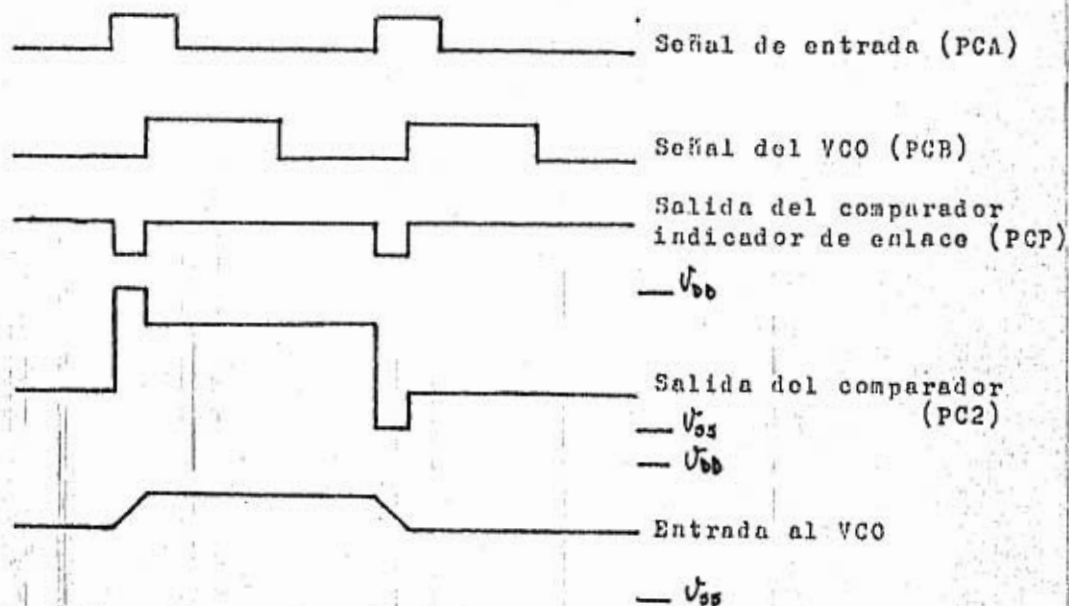 Señal de entrada (PCA)
Señal del VCO (PCB)
Salida del comparador
indicador de enlace (PCP)
V_DD
Salida del comparador
(PC2)
V_SS
V_DD
Entrada al VCO
V_SS